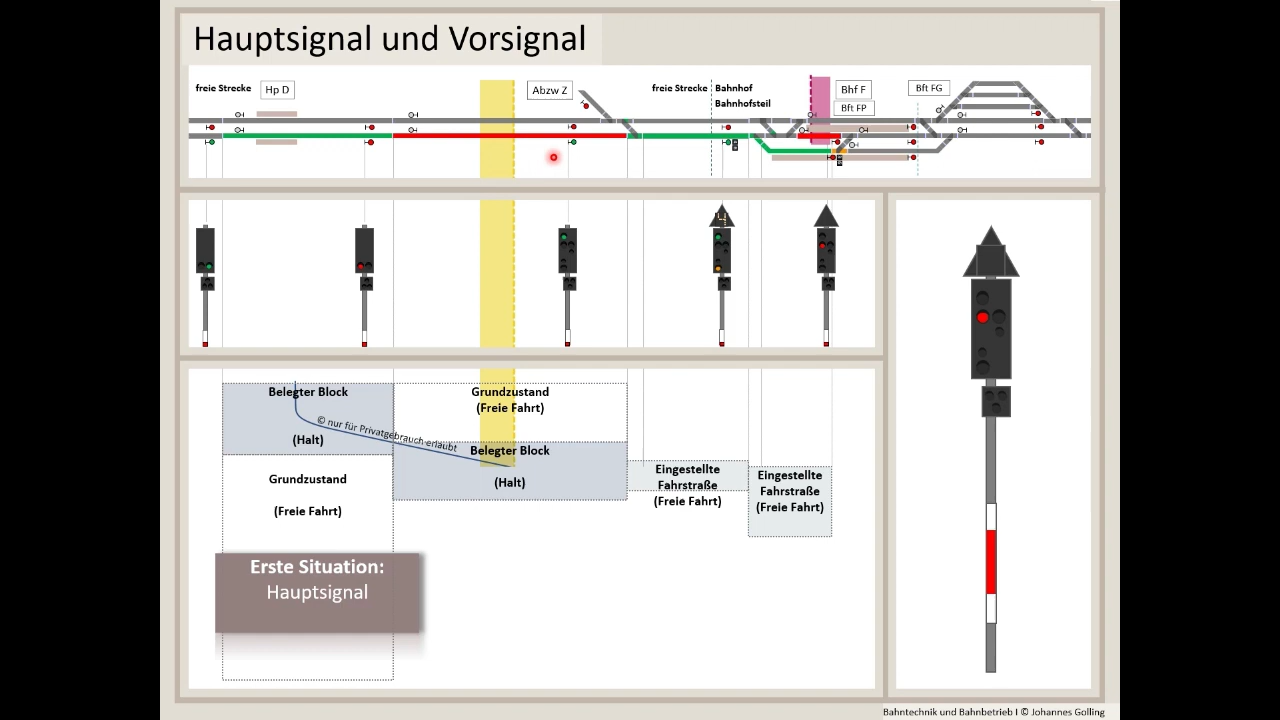 Hauptsignal und Vorsignal
freie Strecke
Hp D
Abzw Z
freie Strecke
Bahnhof
Bahnhofsteil
Bhf F
Bft FP
Bft FG
Belegter Block
(Halt)
Grundzustand
(Freie Fahrt)
© nur für Privatgebrauch erlaubt
Belegter Block
(Halt)
Grundzustand
(Freie Fahrt)
Eingestellte
Fahrstraße
(Freie Fahrt)
Eingestellte
Fahrstraße
(Freie Fahrt)
Erste Situation:
Hauptsignal
Bahntechnik und Bahnbetrieb I © Johannes Golling